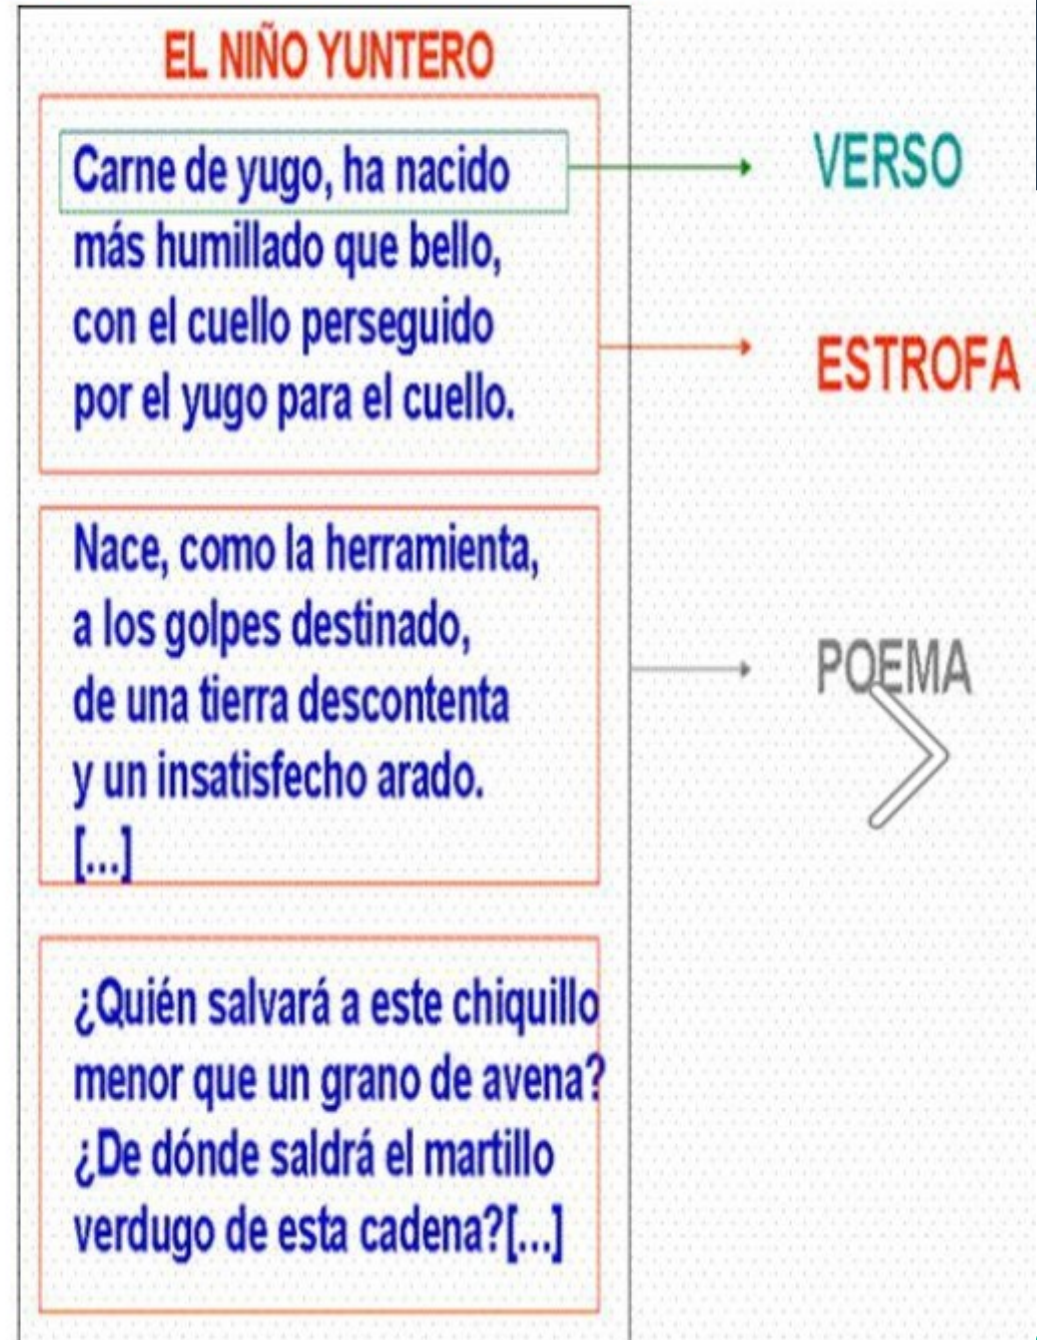 EL NIÑO YUNTERO
Carne de yugo, ha nacido
más humillado que bello,
con el cuello perseguido
por el yugo para el cuello.
Nace, como la herramienta,
a los golpes destinado,
de una tierra descontenta
y un insatisfecho arado.
[...]
¿Quién salvará a este chiquillo
menor que un grano de avena?
¿De dónde saldrá el martillo
verdugo de esta cadena?[...]
VERSO
ESTROFA
POEMA